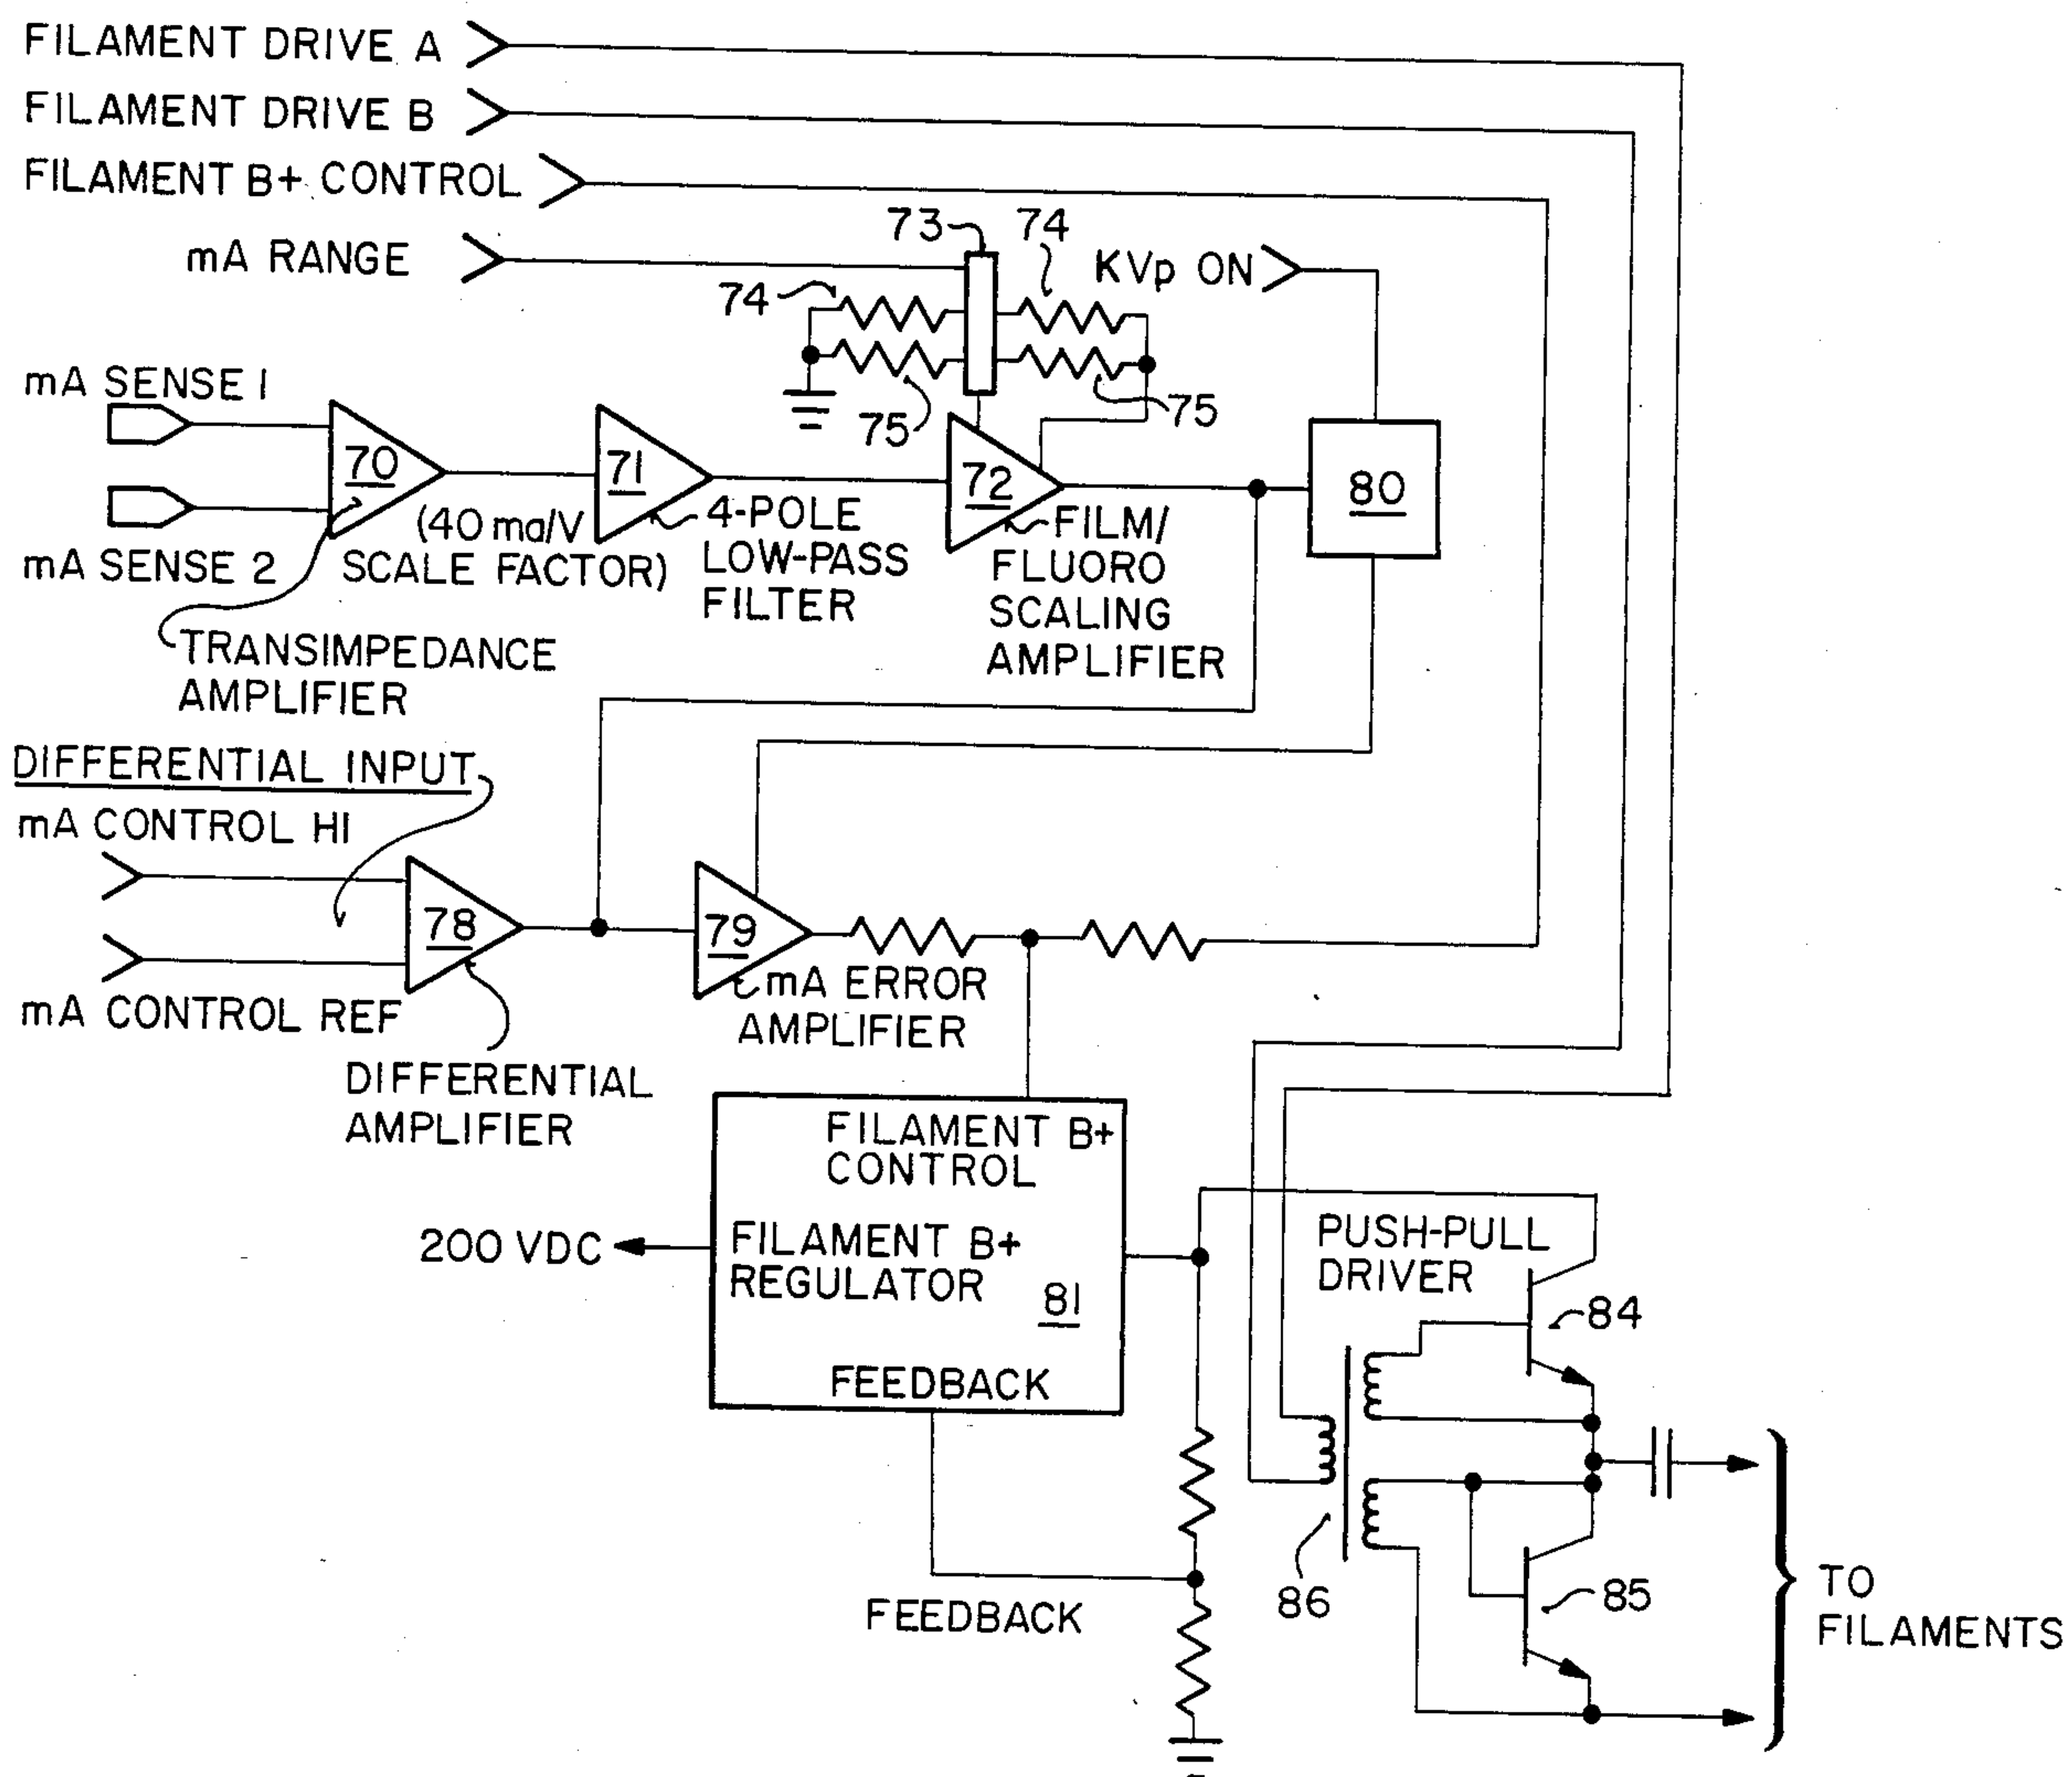 FILAMENT DRIVE A
FILAMENT DRIVE B
FILAMENT B+ CONTROL
mA RANGE
73
74
KVp ON
74
75
75
mA SENSE 1
70
71
72
80
(40 ma/V
SCALE FACTOR)
4-POLE
LOW-PASS
FILTER
FILM/
FLUORO
SCALING
AMPLIFIER
mA SENSE 2
TRANSIMPEDANCE
AMPLIFIER
DIFFERENTIAL INPUT
mA CONTROL HI
78
79
mA CONTROL REF
mA ERROR
AMPLIFIER
DIFFERENTIAL
AMPLIFIER
FILAMENT B+
CONTROL
200 VDC
FILAMENT B+
REGULATOR
81
FEEDBACK
PUSH-PULL
DRIVER
84
86
85
FEEDBACK
TO
FILAMENTS